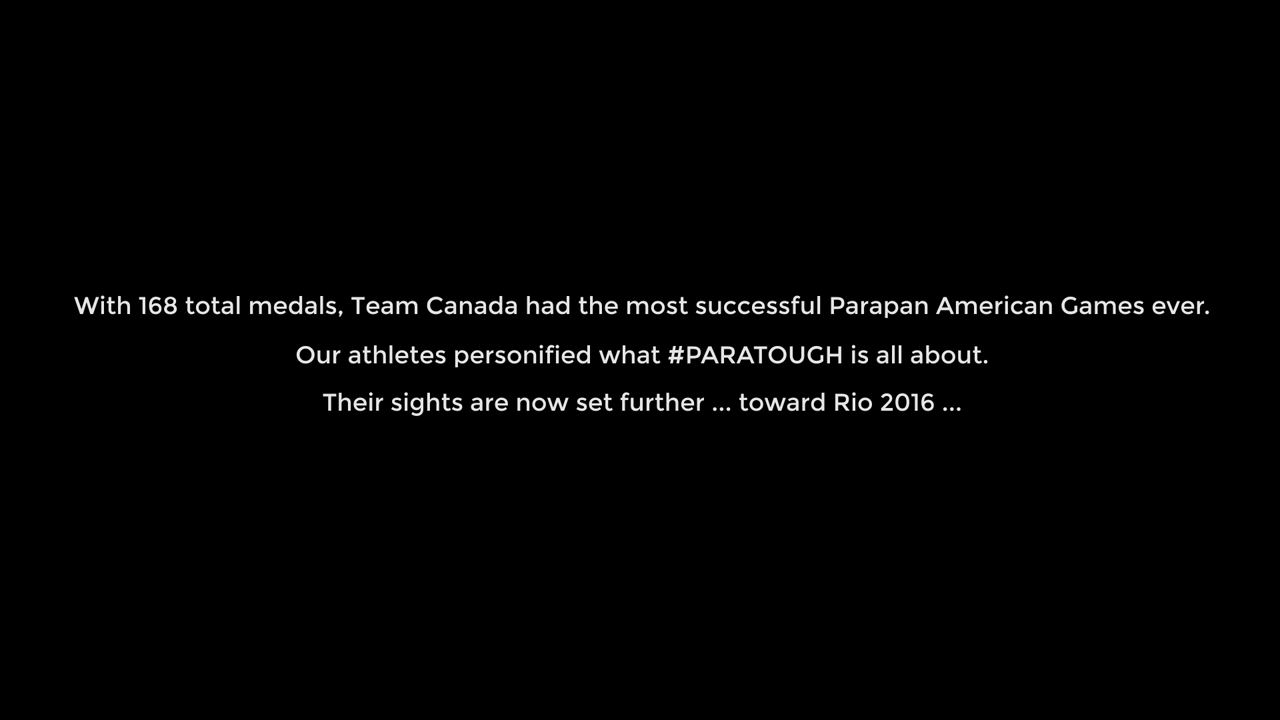 With 168 total medals, Team Canada had the most successful Parapan American Games ever.
Our athletes personified what #PARATOUGH is all about.
Their sights are now set further ... toward Rio 2016 ...